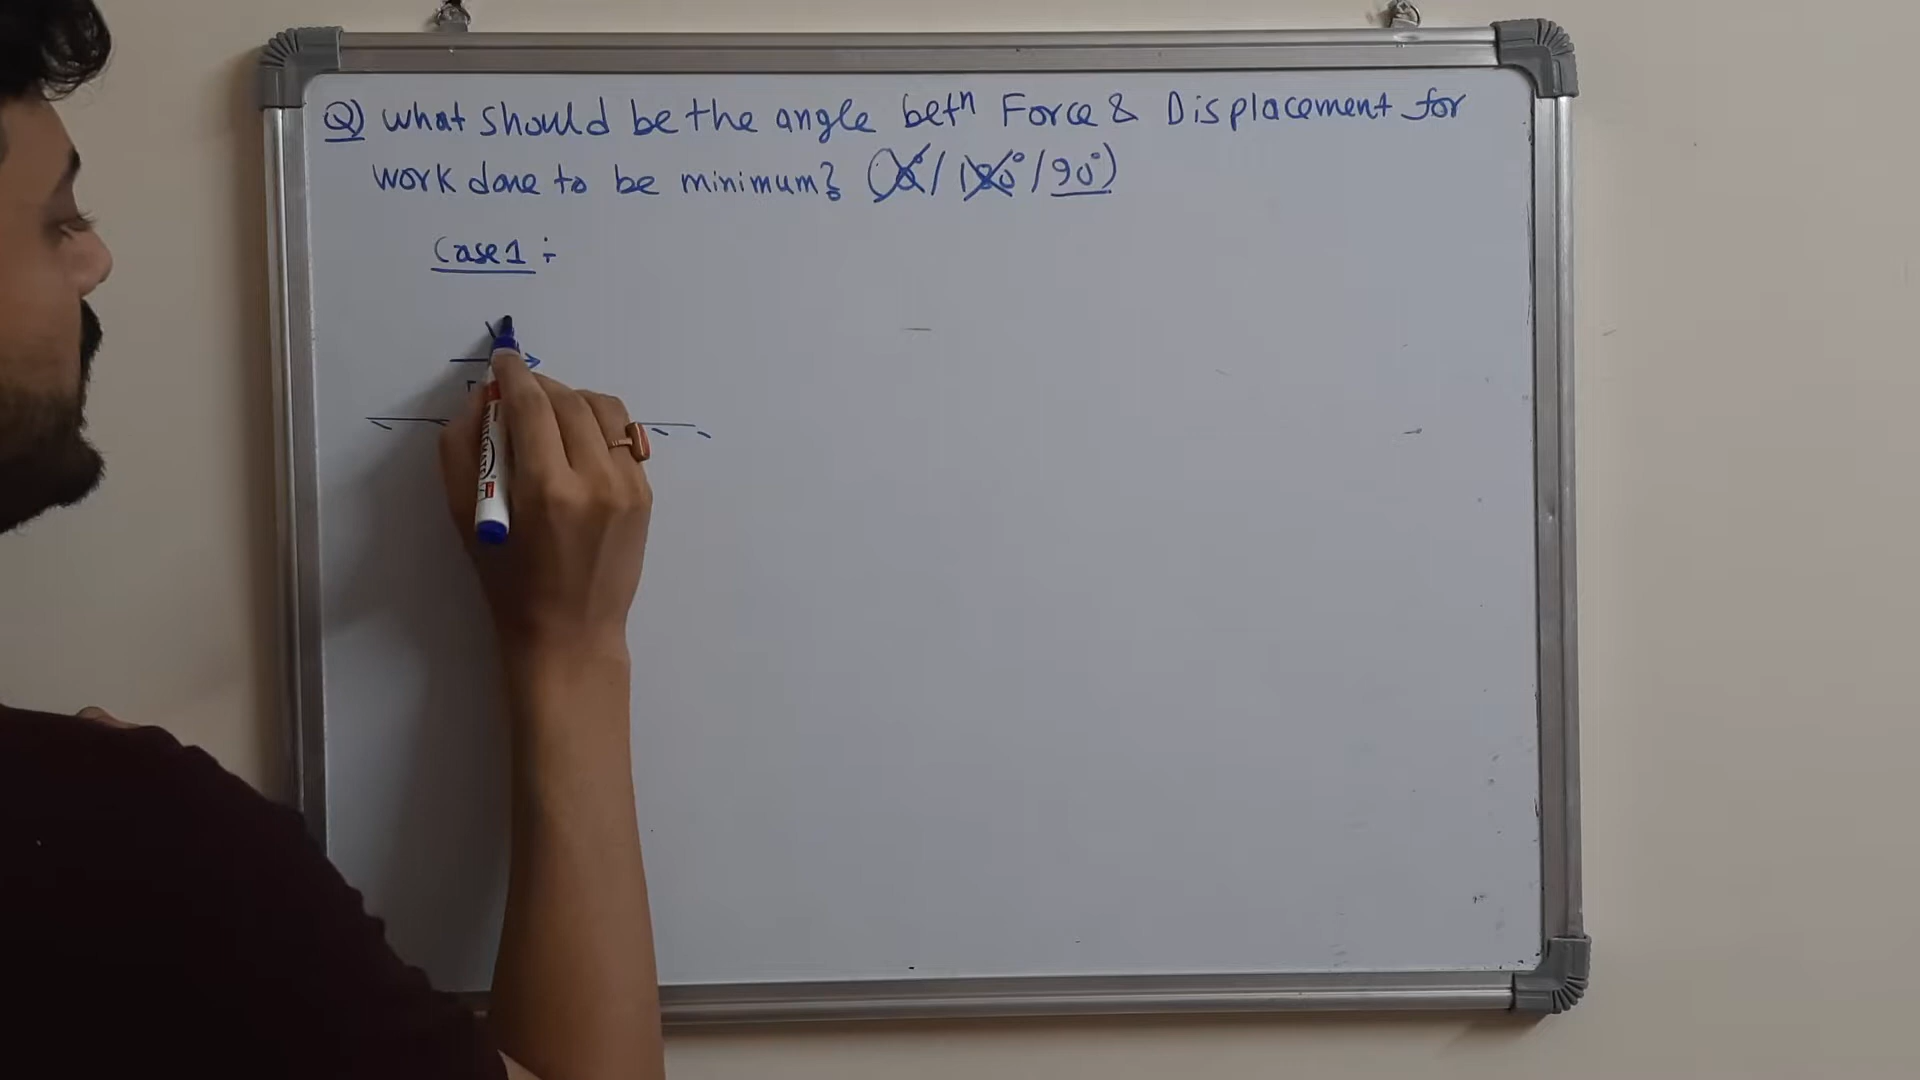 Q) What should be the angle betⁿ Force & Displacement for
work done to be minimum? (0°/ 180° / 90°)
Case 1 :-